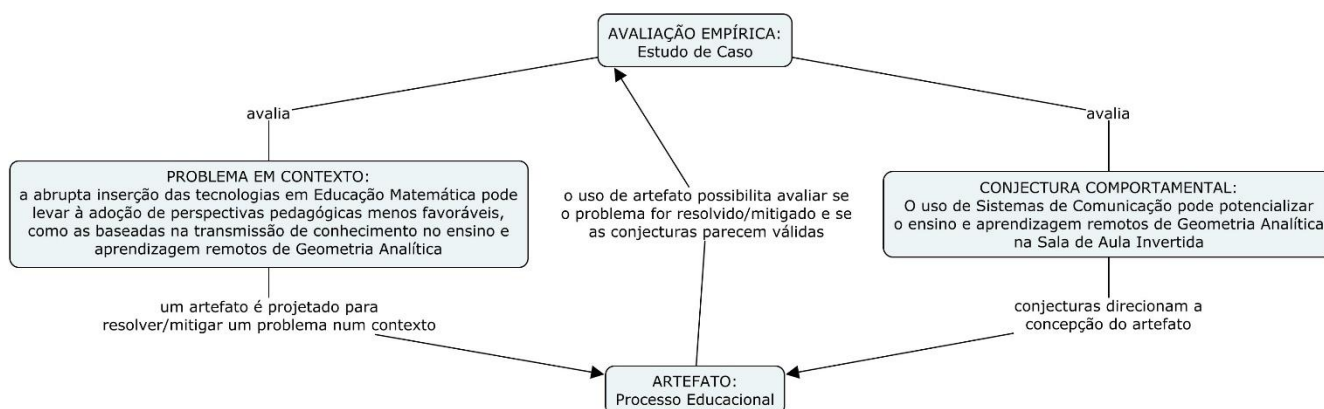 AVALIAÇÃO EMPÍRICA:
Estudo de Caso
avalia
avalia
PROBLEMA EM CONTEXTO:
a abrupta inserção das tecnologias em Educação Matemática pode
levar à adoção de perspectivas pedagógicas menos favoráveis,
como as baseadas na transmissão de conhecimento no ensino e
aprendizagem remotos de Geometria Analítica
o uso de artefato possibilita avaliar se
o problema for resolvido/mitigado e se
as conjecturas parecem válidas
CONJECTURA COMPORTAMENTAL:
O uso de Sistemas de Comunicação pode potencializar
o ensino e aprendizagem remotos de Geometria Analítica
na Sala de Aula Invertida
um artefato é projetado para
resolver/mitigar um problema num contexto
conjecturas direcionam a
concepção do artefato
ARTEFATO:
Processo Educacional